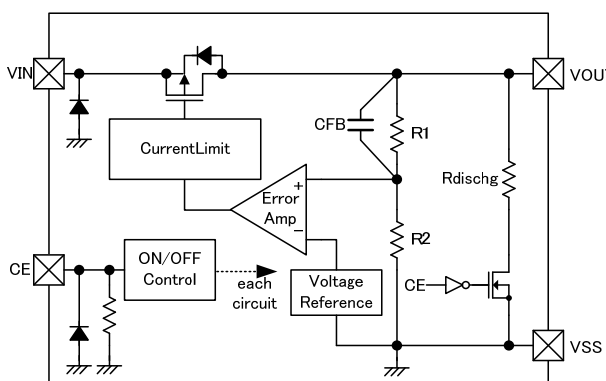 VIN
VOUT
CurrentLimit
CFB
R1
Rdischg
+
Error
Amp
−
R2
CE
ON/OFF
Control
each
circuit
Voltage
Reference
CE
VSS